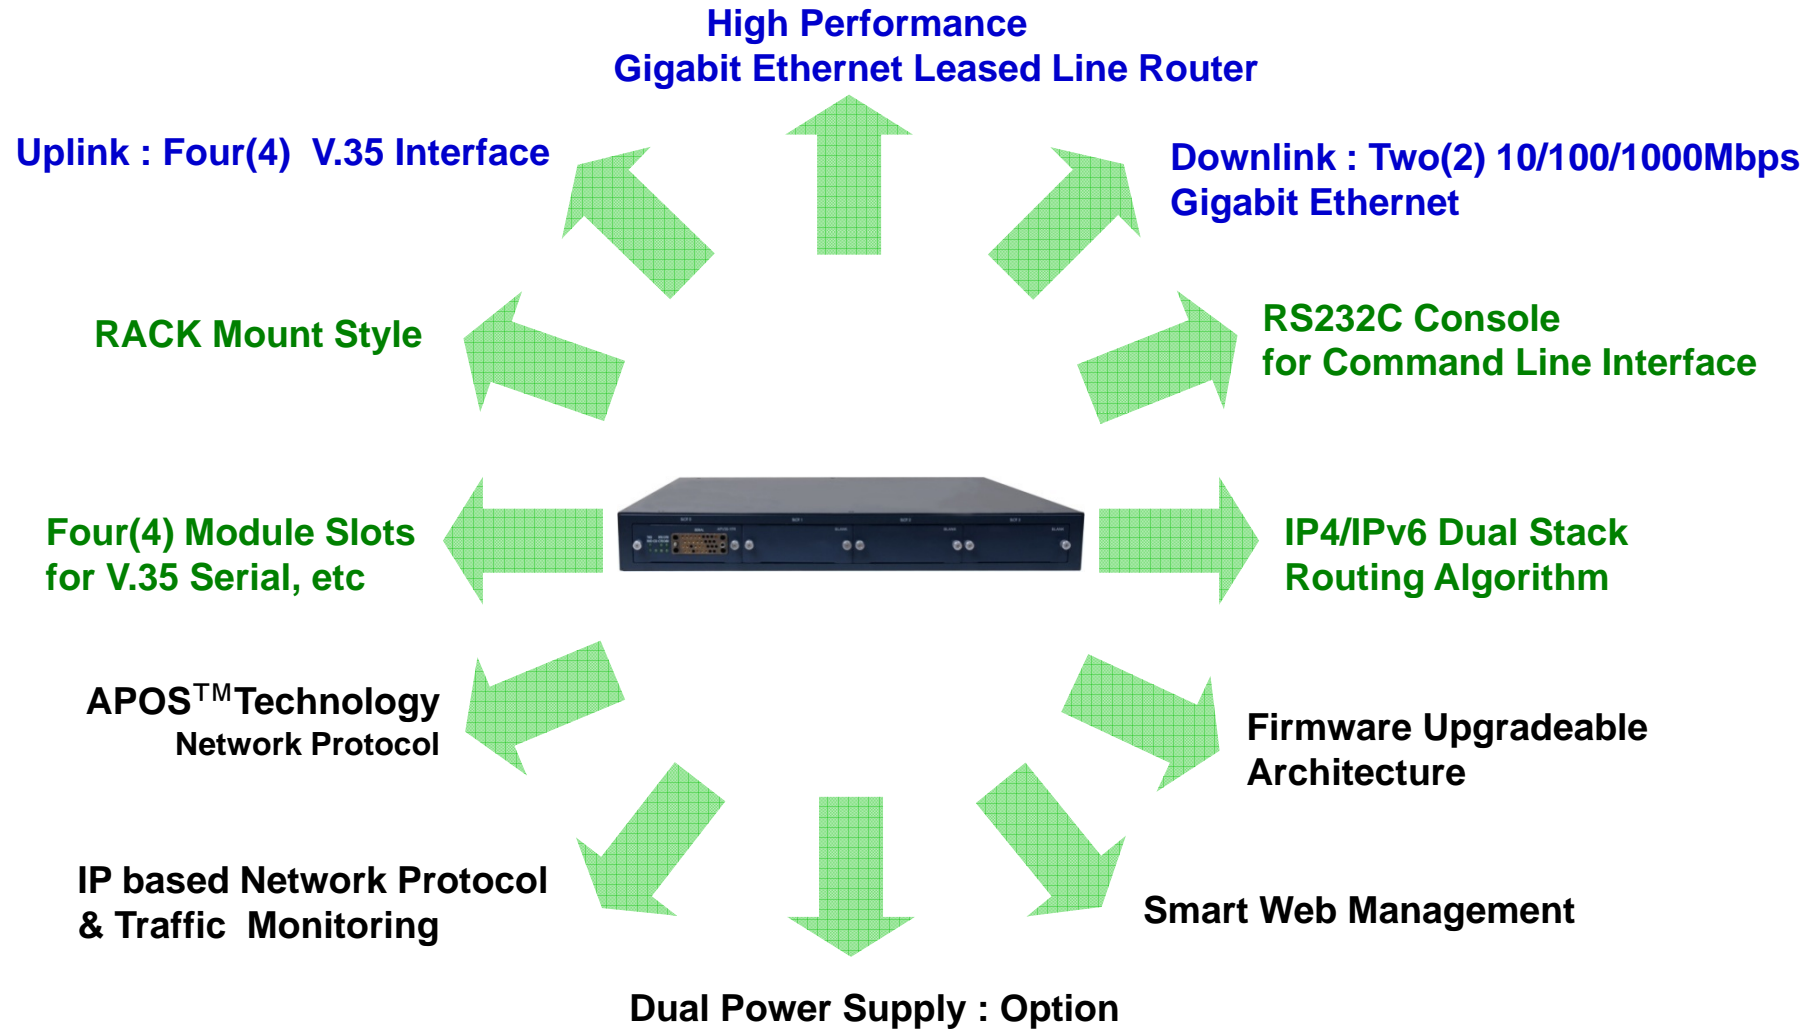 High Performance
Gigabit Ethernet Leased Line Router
Uplink : Four(4) V.35 Interface
Downlink : Two(2) 10/100/1000Mbps
Gigabit Ethernet
RACK Mount Style
RS232C Console
for Command Line Interface
Four(4) Module Slots
for V.35 Serial, etc
IP4/IPv6 Dual Stack
Routing Algorithm
APOS™Technology
Network Protocol
Firmware Upgradeable
Architecture
IP based Network Protocol
& Traffic Monitoring
Smart Web Management
Dual Power Supply : Option